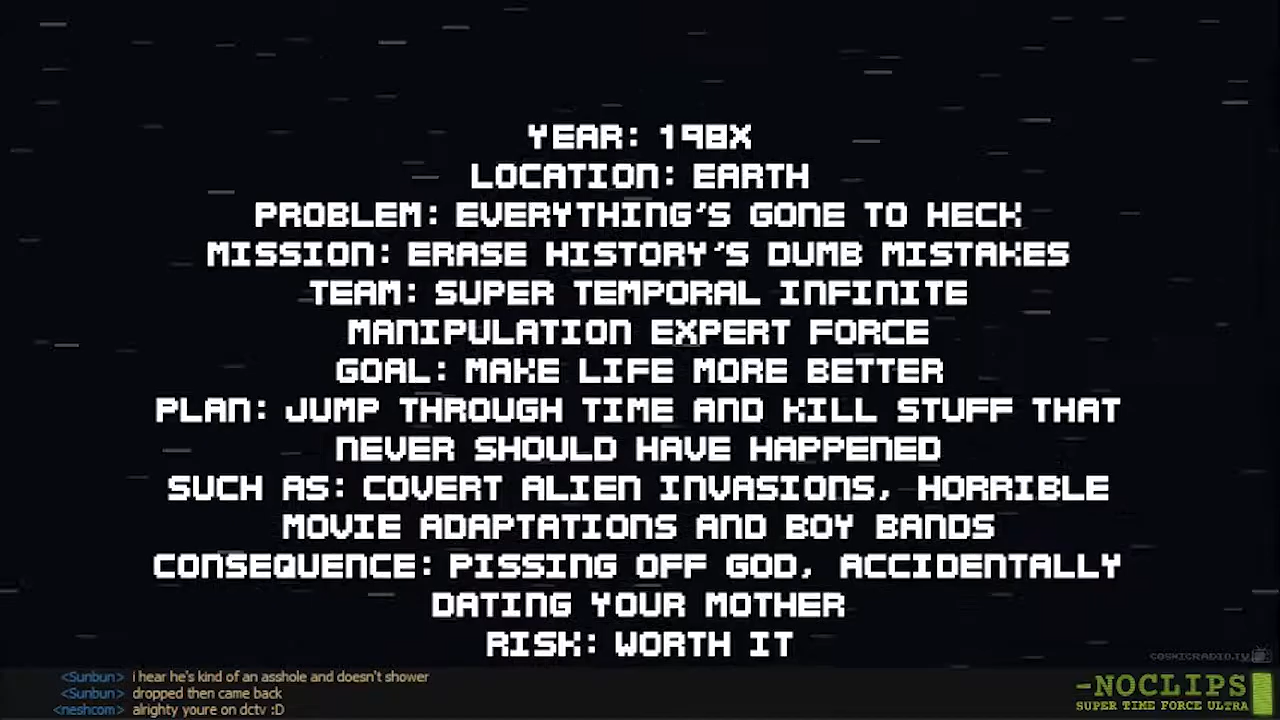 YEAR: 198X
LOCATION: EARTH
PROBLEM: EVERYTHING'S GONE TO HECK
MISSION: ERASE HISTORY'S DUMB MISTAKES
TEAM: SUPER TEMPORAL INFINITE
MANIPULATION EXPERT FORCE
GOAL: MAKE LIFE MORE BETTER
PLAN: JUMP THROUGH TIME AND KILL STUFF THAT
NEVER SHOULD HAVE HAPPENED
SUCH AS: COVERT ALIEN INVASIONS, HORRIBLE
MOVIE ADAPTATIONS AND BOY BANDS
CONSEQUENCE: PISSING OFF GOD, ACCIDENTALLY
DATING YOUR MOTHER
RISK: WORTH IT
COSMICRADIO.TV
<Sunbun> i hear he's kind of an asshole and doesn't shower
<Sunbun> dropped then came back
<neshcom> alrighty youre on dctv :D
-NOCLIPS
SUPER TIME FORCE ULTRA